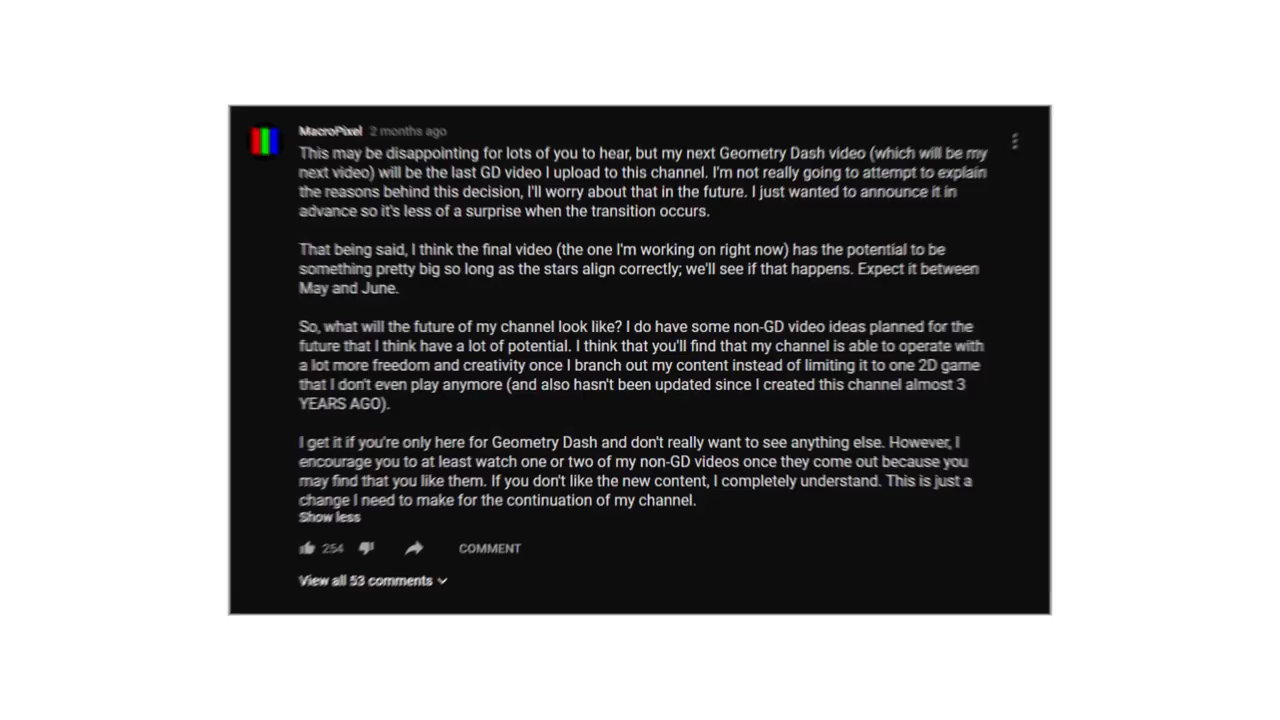 MacroPixel 2 months ago
This may be disappointing for lots of you to hear, but my next Geometry Dash video (which will be my
next video) will be the last GD video I upload to this channel. I'm not really going to attempt to explain
the reasons behind this decision, I'll worry about that in the future. I just wanted to announce it in
advance so it's less of a surprise when the transition occurs.
That being said, I think the final video (the one I'm working on right now) has the potential to be
something pretty big so long as the stars align correctly; we'll see if that happens. Expect it between
May and June.
So, what will the future of my channel look like? I do have some non-GD video ideas planned for the
future that I think have a lot of potential. I think that you'll find that my channel is able to operate with
a lot more freedom and creativity once I branch out my content instead of limiting it to one 2D game
that I don't even play anymore (and also hasn't been updated since I created this channel almost 3
YEARS AGO).
I get it if you're only here for Geometry Dash and don't really want to see anything else. However, I
encourage you to at least watch one or two of my non-GD videos once they come out because you
may find that you like them. If you don't like the new content, I completely understand. This is just a
change I need to make for the continuation of my channel.
Show less
254 COMMENT
View all 53 comments